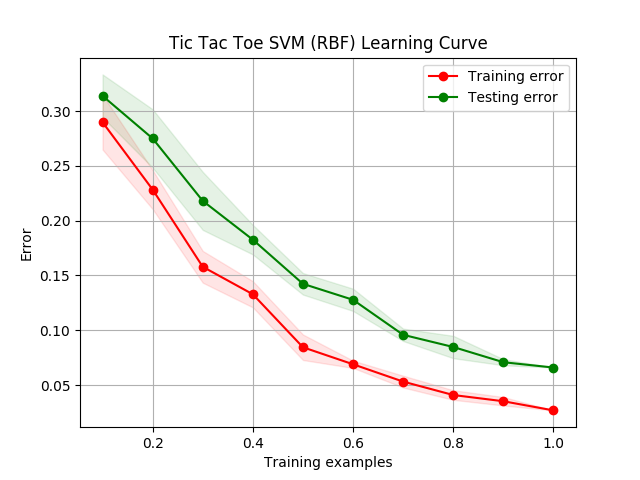 Tic Tac Toe SVM (RBF) Learning Curve
Training error
Testing error
Error
0.30
0.25
0.20
0.15
0.10
0.05
0.2 0.4 0.6 0.8 1.0
Training examples